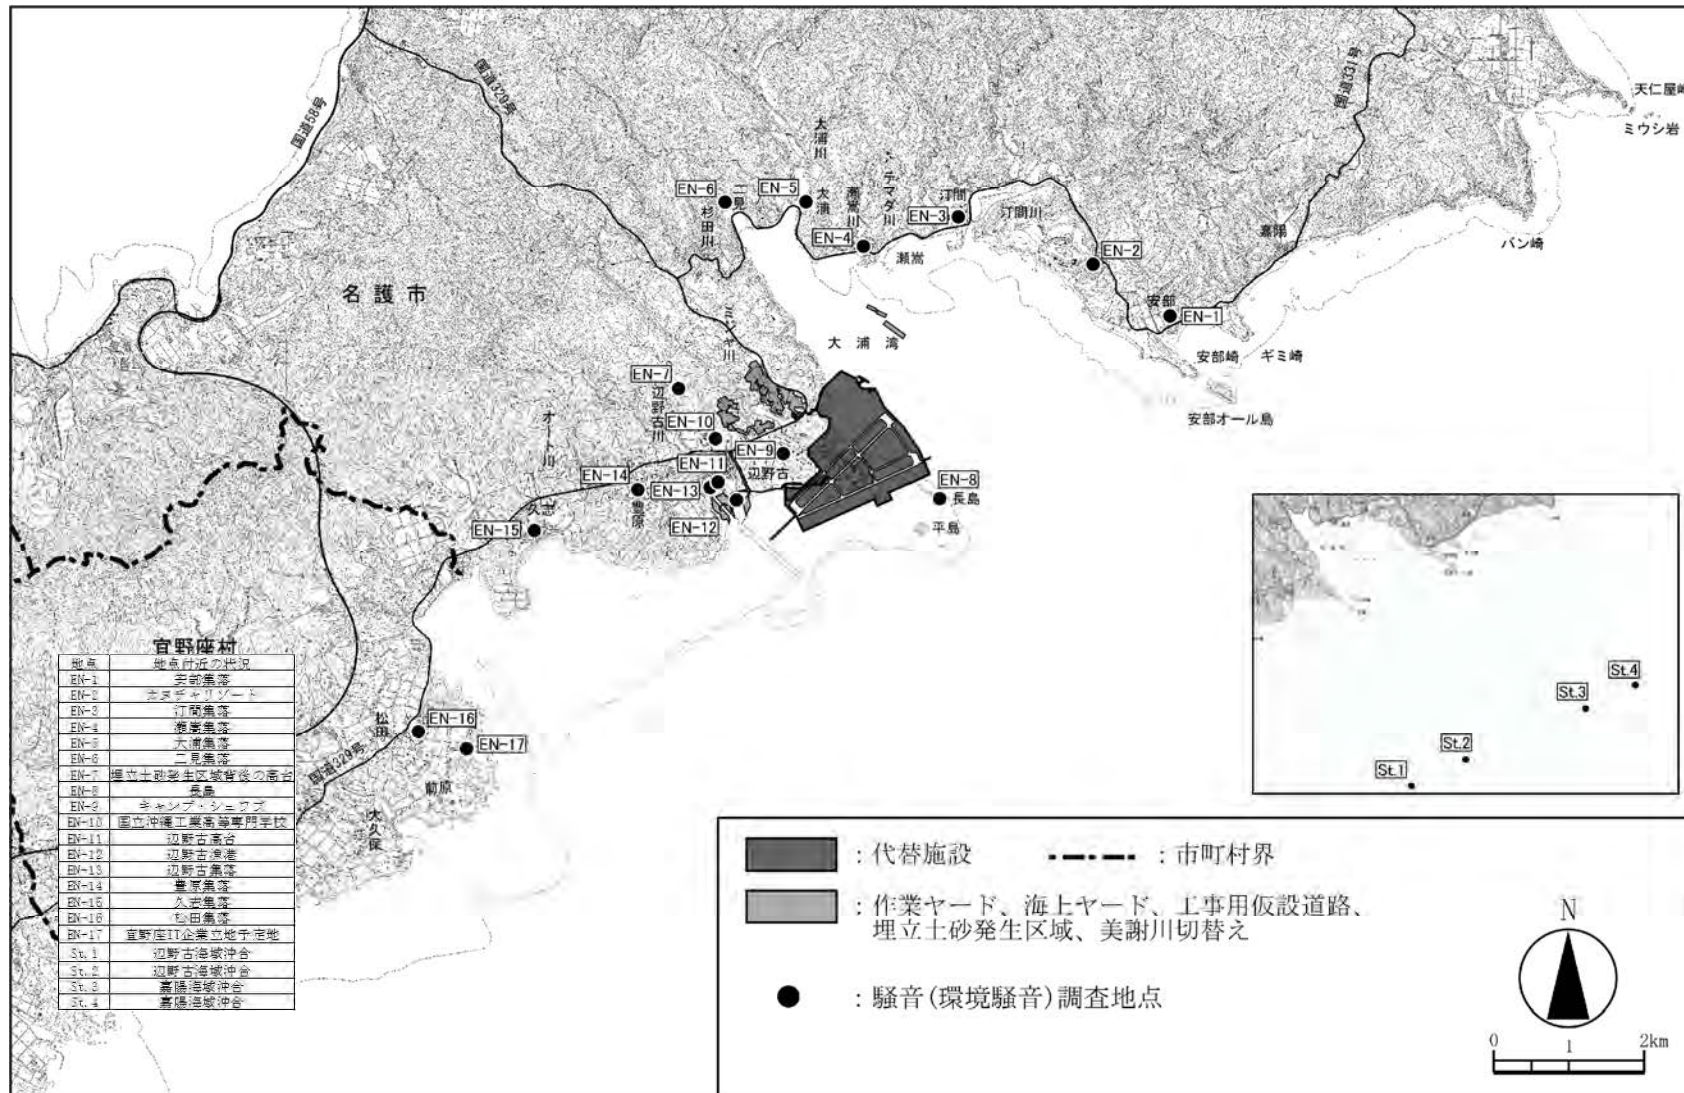 国道58号
国道329号
国道331号
天仁屋崎
ミウシ岩
バン崎
嘉陽
大浦川
EN-6
二見
杉田川
EN-5
大浦
瀬嵩川
EN-4
瀬嵩
テマダ川
汀間
EN-3
汀間川
EN-2
安部
EN-1
安部崎
ギミ崎
安部オール島
名護市
大浦湾
EN-7
辺野古川
EN-10
EN-9
辺野古
EN-11
EN-14
EN-13
豊原
EN-12
EN-8
長島
平島
オー川
久志
EN-15
宜野座村
松田
EN-16
EN-17
前原
国道329号
大久保
地点 地点付近の状況
EN-1 安部集落
EN-2 カヌチャリゾート
EN-3 汀間集落
EN-4 瀬嵩集落
EN-5 大浦集落
EN-6 二見集落
EN-7 埋立土砂発生区域背後の高台
EN-8 長島
EN-9 キャンプ・シュワブ
EN-10 国立沖縄工業高等専門学校
EN-11 辺野古高台
EN-12 辺野古漁港
EN-13 辺野古集落
EN-14 豊原集落
EN-15 久志集落
EN-16 松田集落
EN-17 宜野座IT企業立地予定地
St.1 辺野古海域沖合
St.2 辺野古海域沖合
St.3 嘉陽海域沖合
St.4 嘉陽海域沖合
St.4
St.3
St.2
St.1
：代替施設
：市町村界
：作業ヤード、海上ヤード、工事用仮設道路、
埋立土砂発生区域、美謝川切替え
：騒音(環境騒音)調査地点
N
0 1 2km